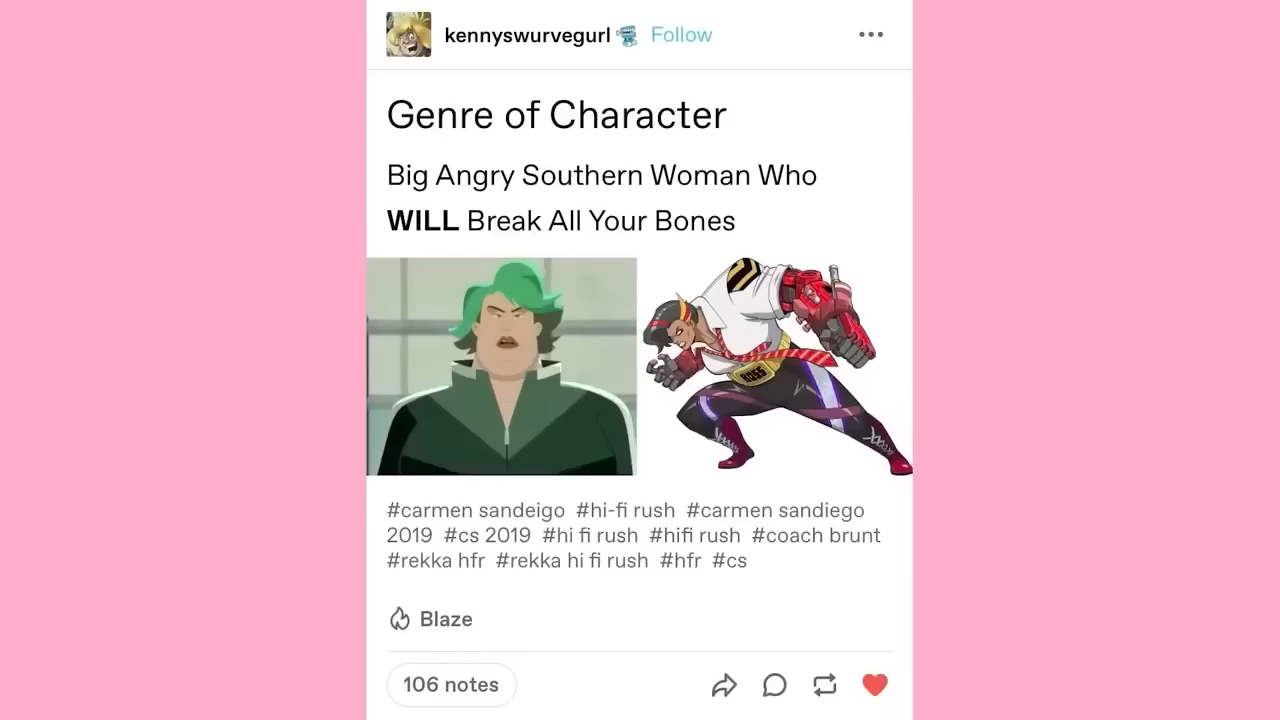 kennyswurvegurl Follow
Genre of Character
Big Angry Southern Woman Who
WILL Break All Your Bones
BOSS
#carmen sandeigo #hi-fi rush #carmen sandiego
2019 #cs 2019 #hi fi rush #hifi rush #coach brunt
#rekka hfr #rekka hi fi rush #hfr #cs
Blaze
106 notes